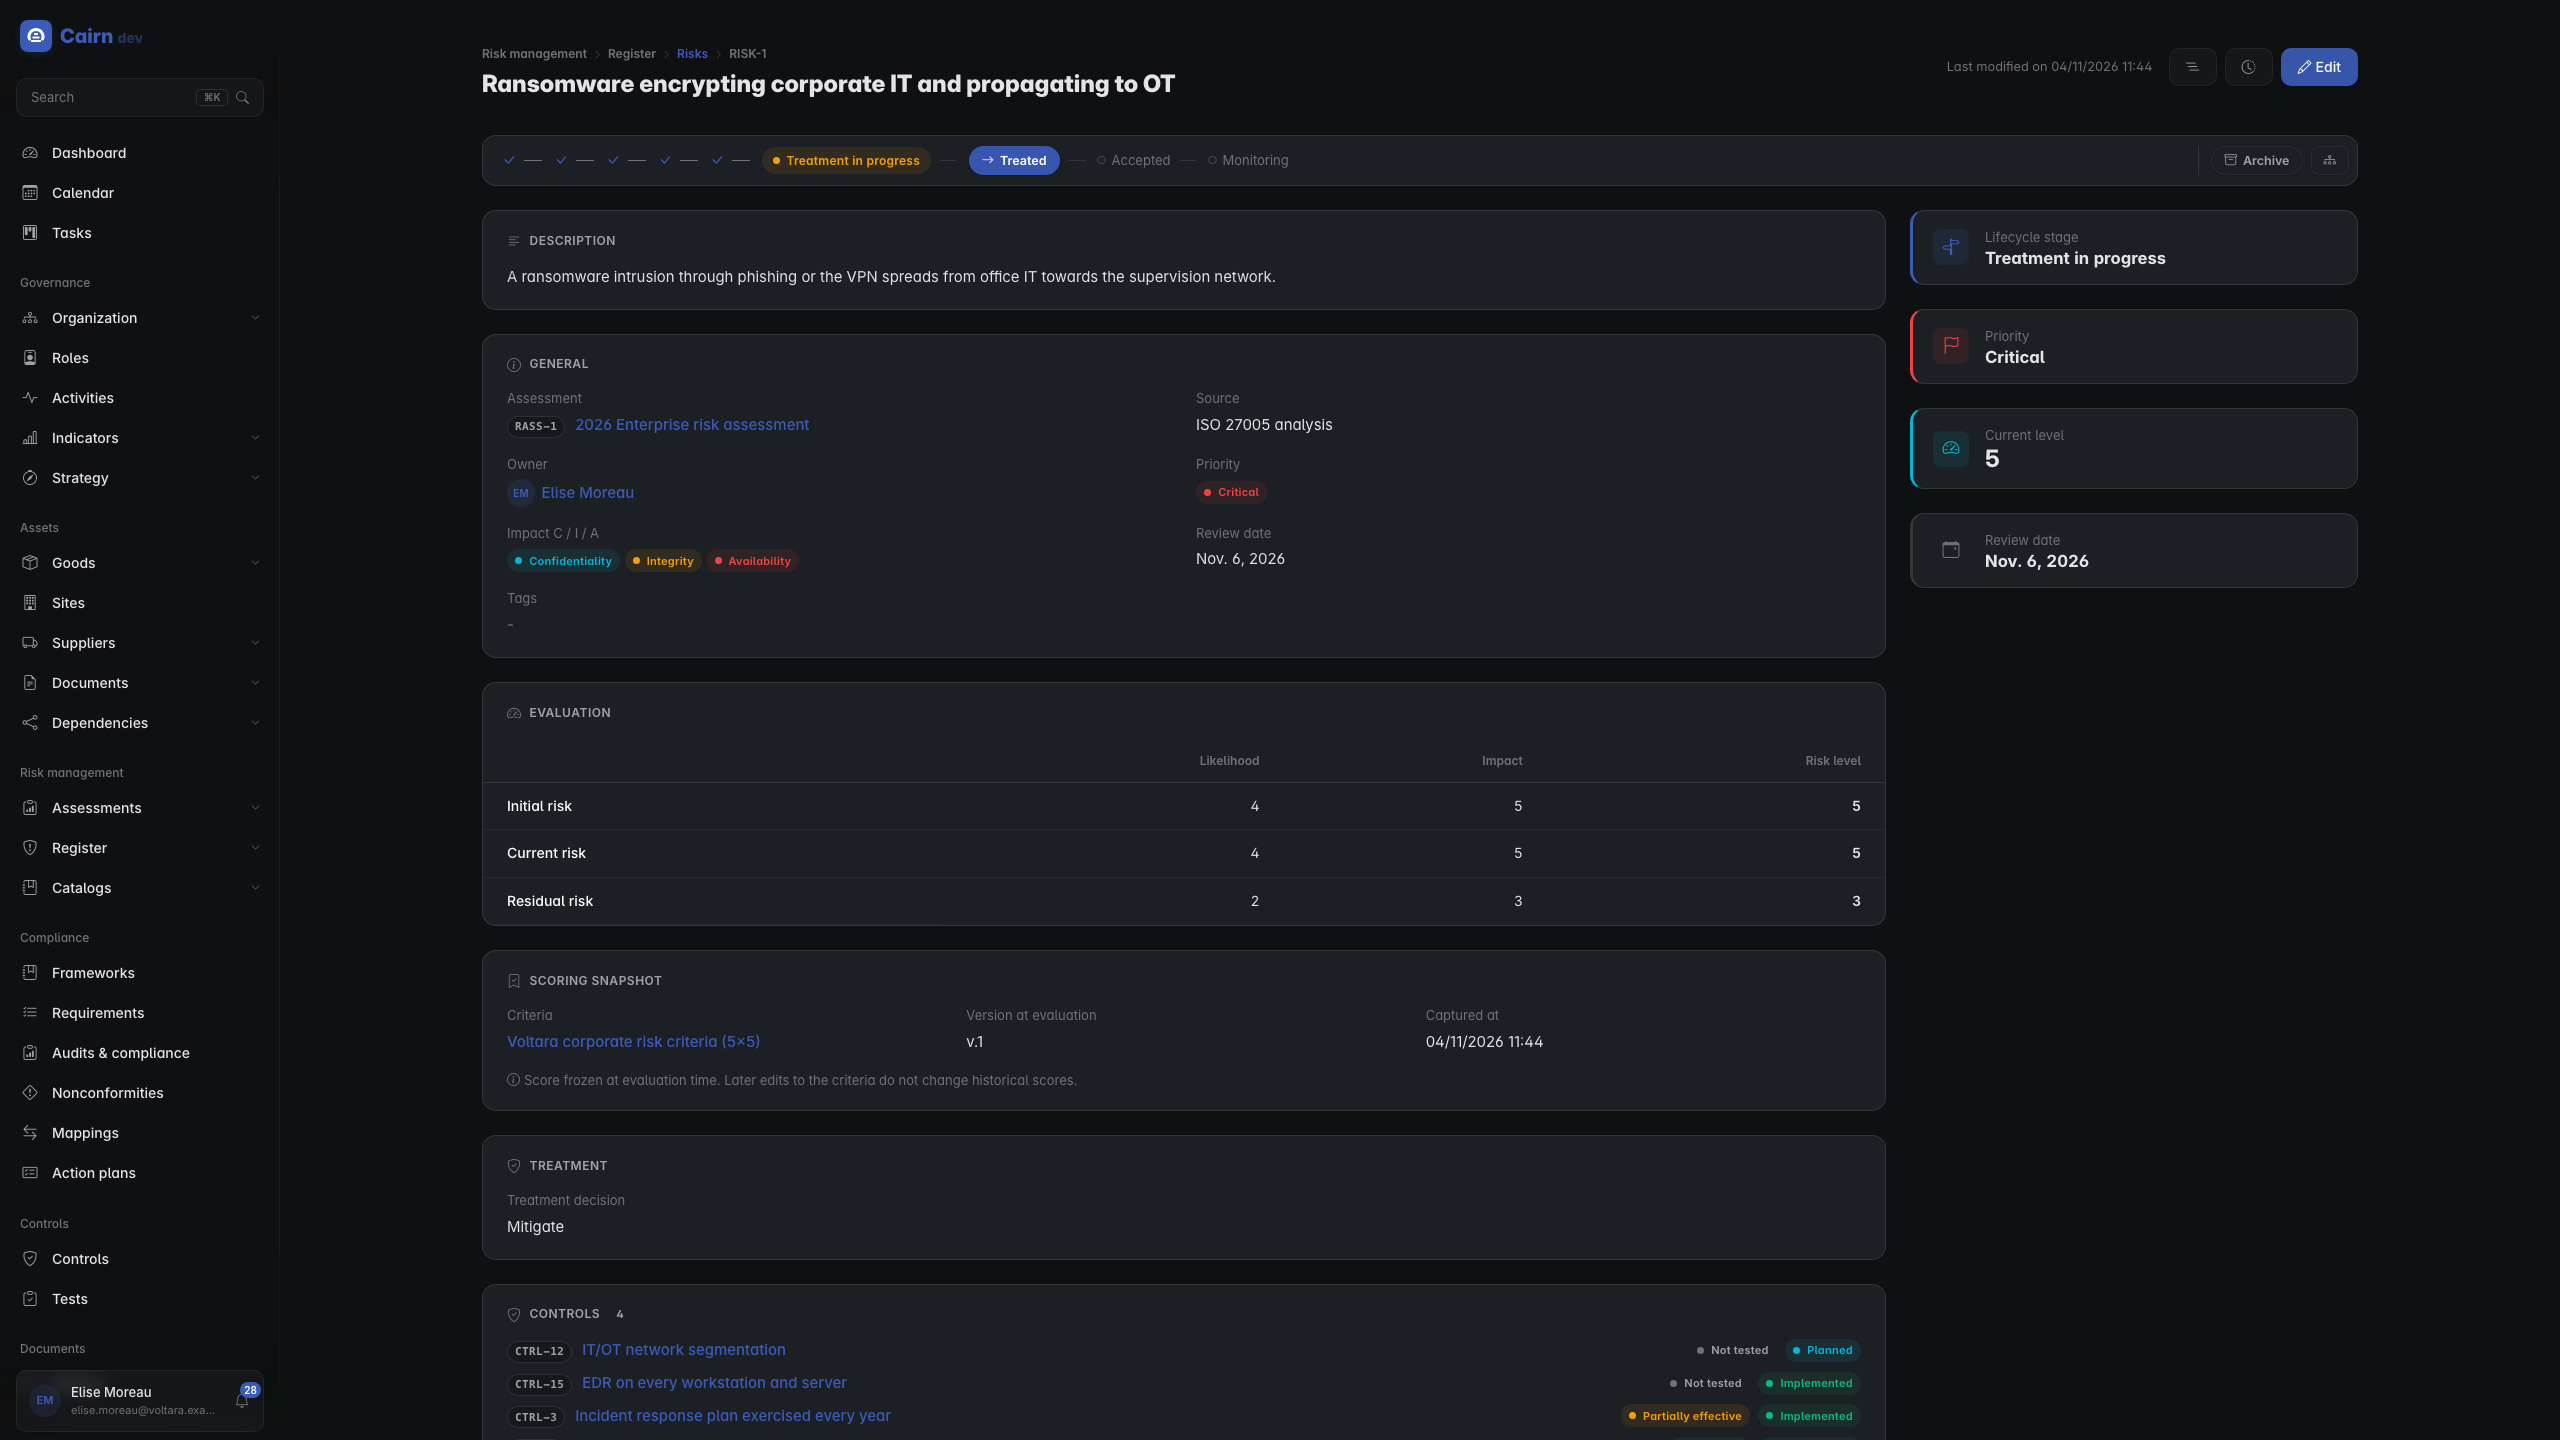 Cairn dev
Search ⌘K
Dashboard
Calendar
Tasks
Governance
Organization
Roles
Activities
Indicators
Strategy
Assets
Goods
Sites
Suppliers
Documents
Dependencies
Risk management
Assessments
Register
Catalogs
Compliance
Frameworks
Requirements
Audits & compliance
Nonconformities
Mappings
Action plans
Controls
Controls
Tests
Documents
EM Elise Moreau 28
elise.moreau@voltara.exa...
Risk management > Register > Risks > RISK-1
Ransomware encrypting corporate IT and propagating to OT
Last modified on 04/11/2026 11:44 Edit
Treatment in progress Treated Accepted Monitoring Archive
DESCRIPTION
A ransomware intrusion through phishing or the VPN spreads from office IT towards the supervision network.
GENERAL
Assessment Source
RASS-1 2026 Enterprise risk assessment ISO 27005 analysis
Owner Priority
EM Elise Moreau Critical
Impact C / I / A Review date
Confidentiality Integrity Availability Nov. 6, 2026
Tags
-
EVALUATION
Likelihood Impact Risk level
Initial risk 4 5 5
Current risk 4 5 5
Residual risk 2 3 3
SCORING SNAPSHOT
Criteria Version at evaluation Captured at
Voltara corporate risk criteria (5×5) v.1 04/11/2026 11:44
Score frozen at evaluation time. Later edits to the criteria do not change historical scores.
TREATMENT
Treatment decision
Mitigate
CONTROLS 4
CTRL-12 IT/OT network segmentation Not tested Planned
CTRL-15 EDR on every workstation and server Not tested Implemented
CTRL-3 Incident response plan exercised every year Partially effective Implemented
Lifecycle stage
Treatment in progress
Priority
Critical
Current level
5
Review date
Nov. 6, 2026